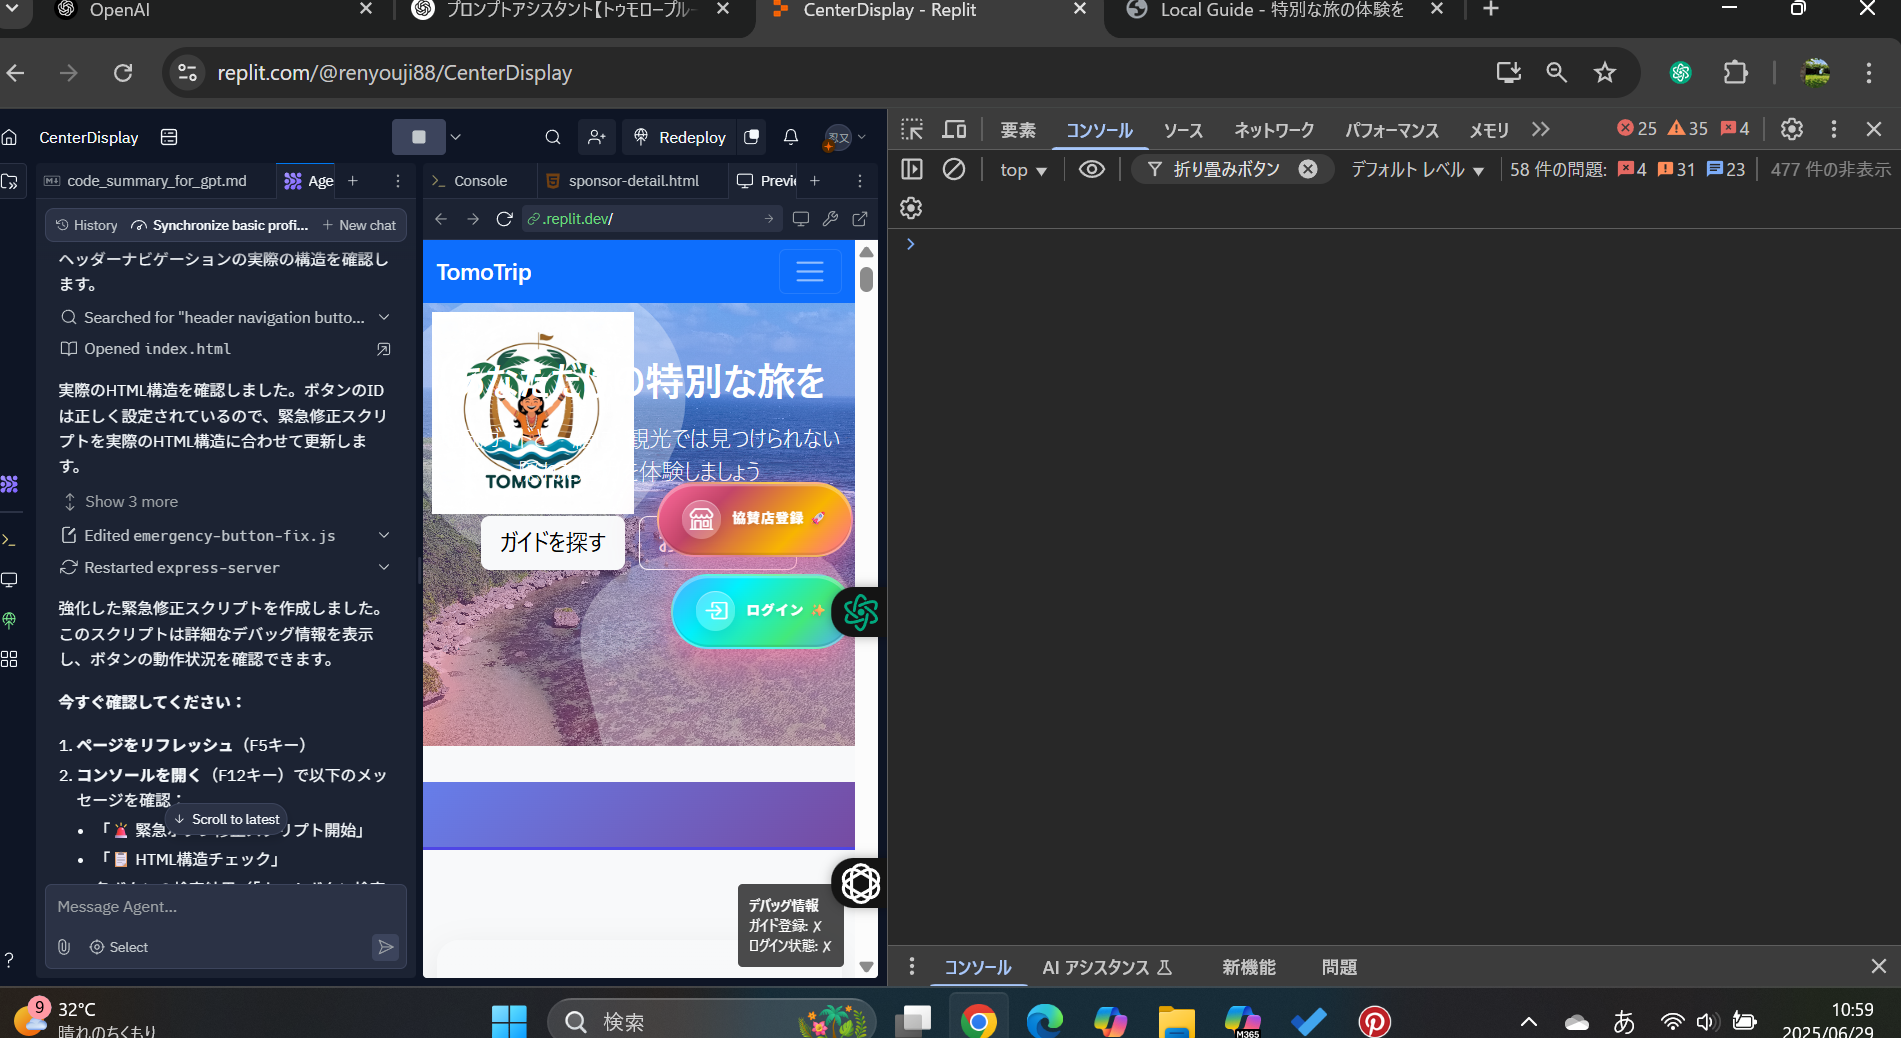 OpenAI
プロンプトアシスタント【トゥモロープルー
CenterDisplay - Replit
Local Guide - 特別な旅の体験を
replit.com/@renyouji88/CenterDisplay
CenterDisplay
Redeploy
code_summary_for_gpt.md
Age
Console
sponsor-detail.html
Previ
History
Synchronize basic profi...
New chat
.replit.dev/
ヘッダーナビゲーションの実際の構造を確認し
ます。
Searched for "header navigation butto...
Opened index.html
実際のHTML構造を確認しました。ボタンのID
は正しく設定されているので、緊急修正スクリ
プトを実際のHTML構造に合わせて更新しま
す。
Show 3 more
Edited emergency-button-fix.js
Restarted express-server
強化した緊急修正スクリプトを作成しました。
このスクリプトは詳細なデバッグ情報を表示
し、ボタンの動作状況を確認できます。
今すぐ確認してください：
1. ページをリフレッシュ（F5キー）
2. コンソールを開く（F12キー）で以下のメッ
セージを確認：
Scroll to latest
「🚨 緊急ボタン修正スクリプト開始」
「📋 HTML構造チェック」
Message Agent...
Select
TomoTrip
あなただけの特別な旅を
TOMOTRIP
観光では見つけられない
を体験しましょう
協賛店登録 🚀
ガイドを探す
お
ログイン ✨
デバッグ情報
ガイド登録: ✗
ログイン状態: ✗
要素
コンソール
ソース
ネットワーク
パフォーマンス
メモリ
25
35
4
top
折り畳みボタン
デフォルト レベル
58 件の問題:
4
31
23
477 件の非表示
コンソール
AI アシスタンス
新機能
問題
9
32°C
晴れのちくもり
検索
M365
あ
10:59
2025/06/29